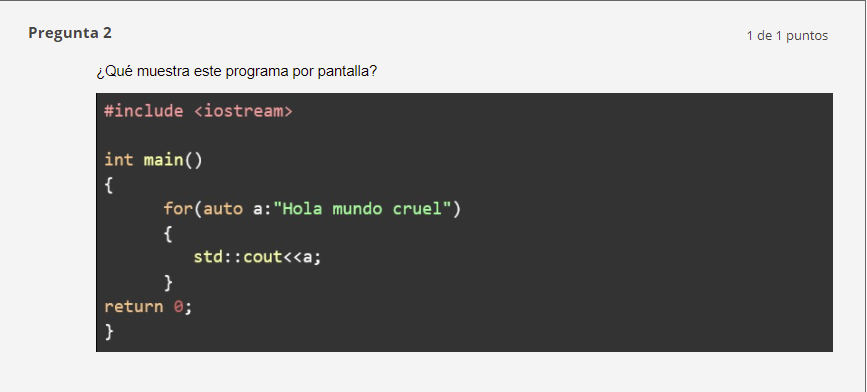 Pregunta 2
1 de 1 puntos
¿Qué muestra este programa por pantalla?
#include <iostream>
int main()
{
for(auto a:"Hola mundo cruel")
{
std::cout<<a;
}
return 0;
}